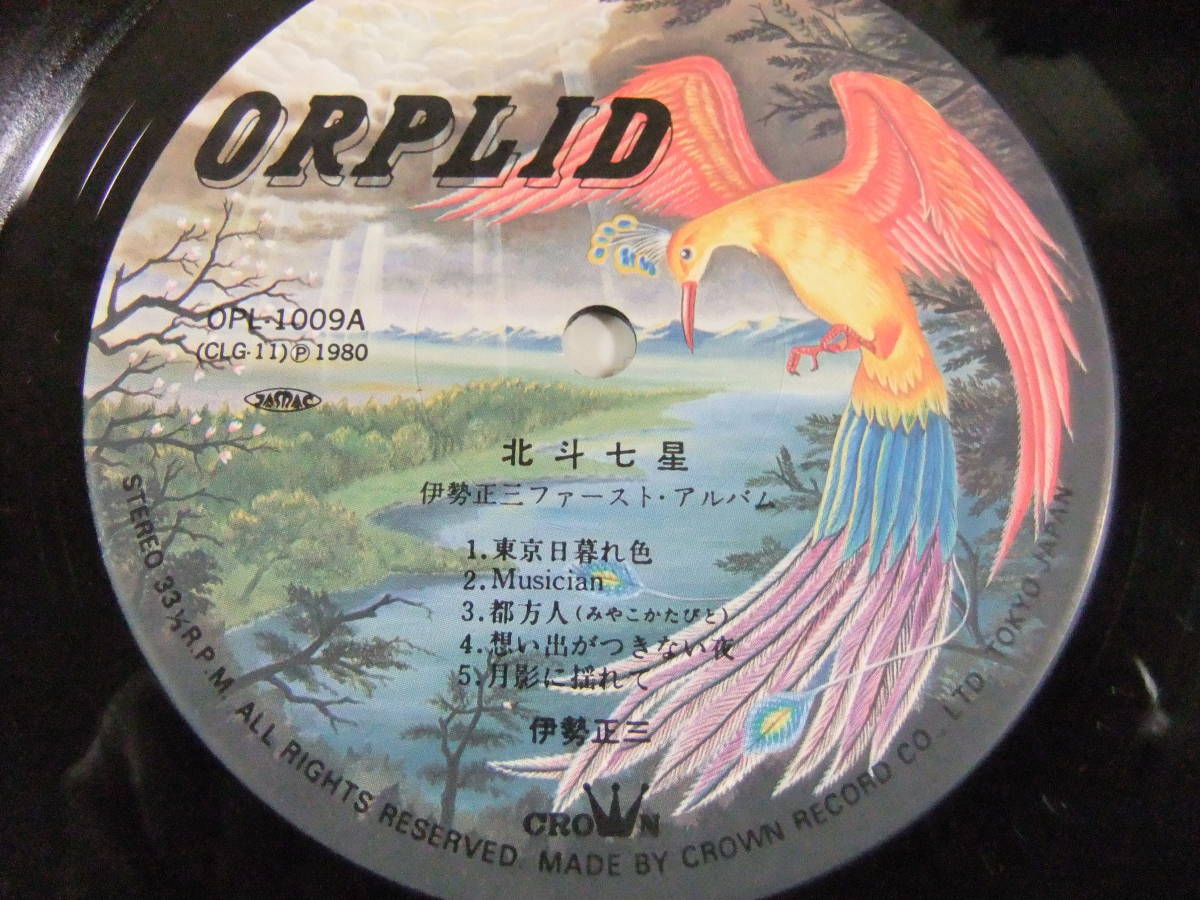 ORPLID
OPL-1009A
(CLG-11)Ⓟ1980
JASRAC
北斗七星
伊勢正三ファースト・アルバム
1.東京日暮れ色
2.Musician
3.都方人(みやこかたびと)
4.想い出がつきない夜
5.月影に揺れて
伊勢正三
CROWN
STEREO 33⅓R.P.M. ALL RIGHTS RESERVED. MADE BY CROWN RECORD CO., LTD. TOKYO JAPAN